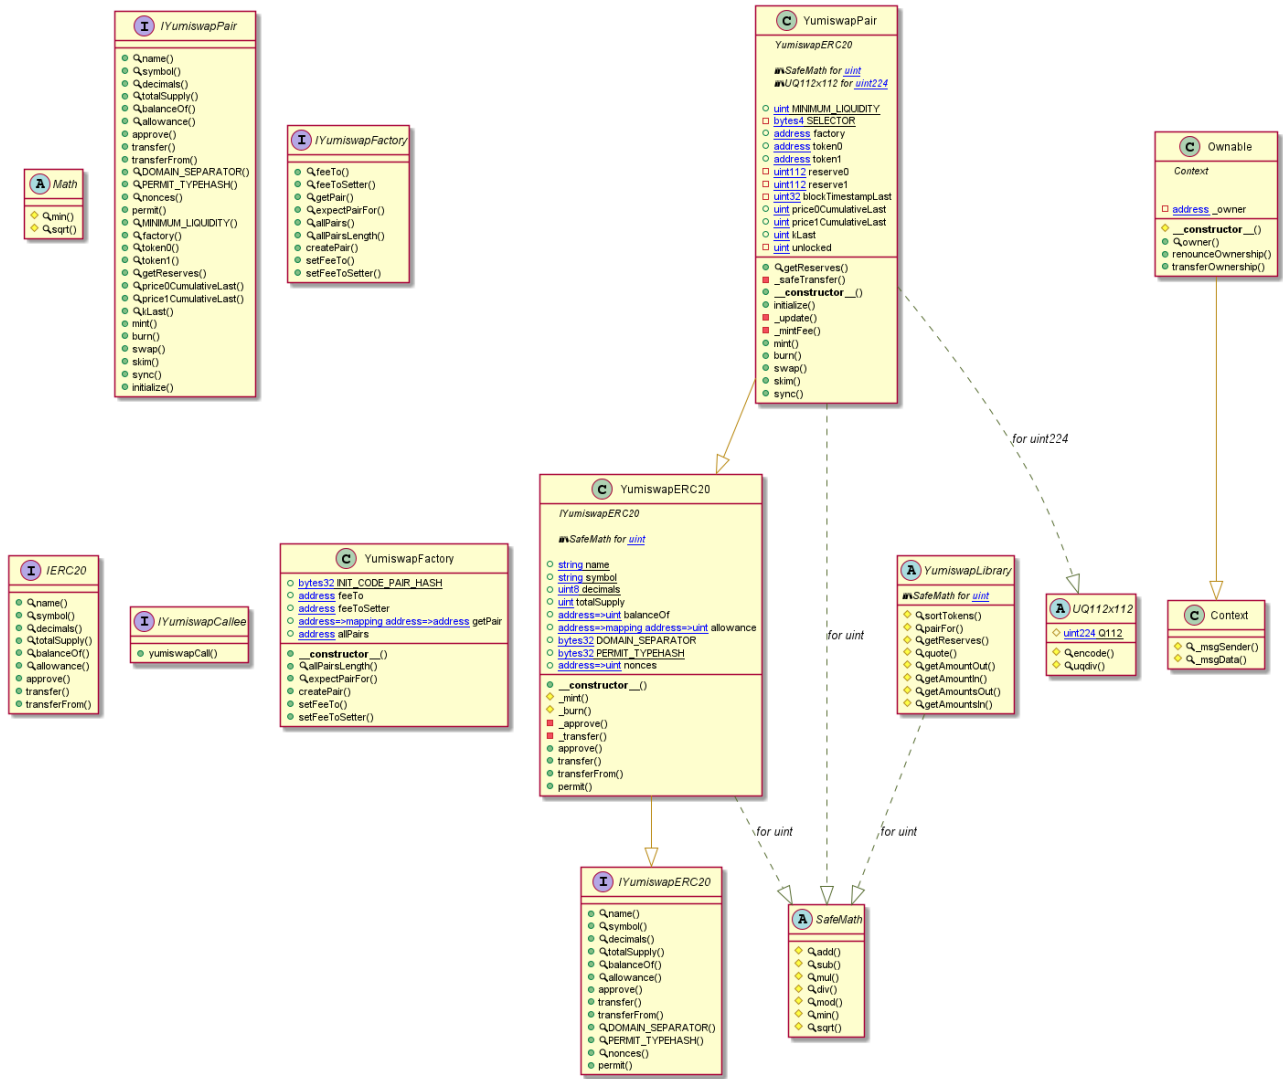 I IYumiswapPair
name()
symbol()
decimals()
totalSupply()
balanceOf()
allowance()
approve()
transfer()
transferFrom()
DOMAIN_SEPARATOR()
PERMIT_TYPEHASH()
nonces()
permit()
MINIMUM_LIQUIDITY()
factory()
token0()
token1()
getReserves()
price0CumulativeLast()
price1CumulativeLast()
kLast()
mint()
burn()
swap()
skim()
sync()
initialize()
A Math
min()
sqrt()
I IYumiswapFactory
feeTo()
feeToSetter()
getPair()
expectPairFor()
allPairs()
allPairsLength()
createPair()
setFeeTo()
setFeeToSetter()
C YumiswapPair
YumiswapERC20
SafeMath for uint
UQ112x112 for uint224
uint MINIMUM_LIQUIDITY
bytes4 SELECTOR
address factory
address token0
address token1
uint112 reserve0
uint112 reserve1
uint32 blockTimestampLast
uint price0CumulativeLast
uint price1CumulativeLast
uint kLast
uint unlocked
getReserves()
_safeTransfer()
__constructor__()
initialize()
_update()
_mintFee()
mint()
burn()
swap()
skim()
sync()
C Ownable
Context
address _owner
__constructor__()
owner()
renounceOwnership()
transferOwnership()
for uint224
I IERC20
name()
symbol()
decimals()
totalSupply()
balanceOf()
allowance()
approve()
transfer()
transferFrom()
I IYumiswapCallee
yumiswapCall()
C YumiswapFactory
bytes32 INIT_CODE_PAIR_HASH
address feeTo
address feeToSetter
address=>mapping address=>address getPair
address allPairs
__constructor__()
allPairsLength()
expectPairFor()
createPair()
setFeeTo()
setFeeToSetter()
C YumiswapERC20
IYumiswapERC20
SafeMath for uint
string name
string symbol
uint8 decimals
uint totalSupply
address=>uint balanceOf
address=>mapping address=>uint allowance
bytes32 DOMAIN_SEPARATOR
bytes32 PERMIT_TYPEHASH
address=>uint nonces
__constructor__()
_mint()
_burn()
_approve()
_transfer()
approve()
transfer()
transferFrom()
permit()
for uint
A YumiswapLibrary
SafeMath for uint
sortTokens()
pairFor()
getReserves()
quote()
getAmountOut()
getAmountIn()
getAmountsOut()
getAmountsIn()
A UQ112x112
uint224 Q112
encode()
uqdiv()
C Context
_msgSender()
_msgData()
for uint
for uint
I IYumiswapERC20
name()
symbol()
decimals()
totalSupply()
balanceOf()
allowance()
approve()
transfer()
transferFrom()
DOMAIN_SEPARATOR()
PERMIT_TYPEHASH()
nonces()
permit()
A SafeMath
add()
sub()
mul()
div()
mod()
min()
sqrt()